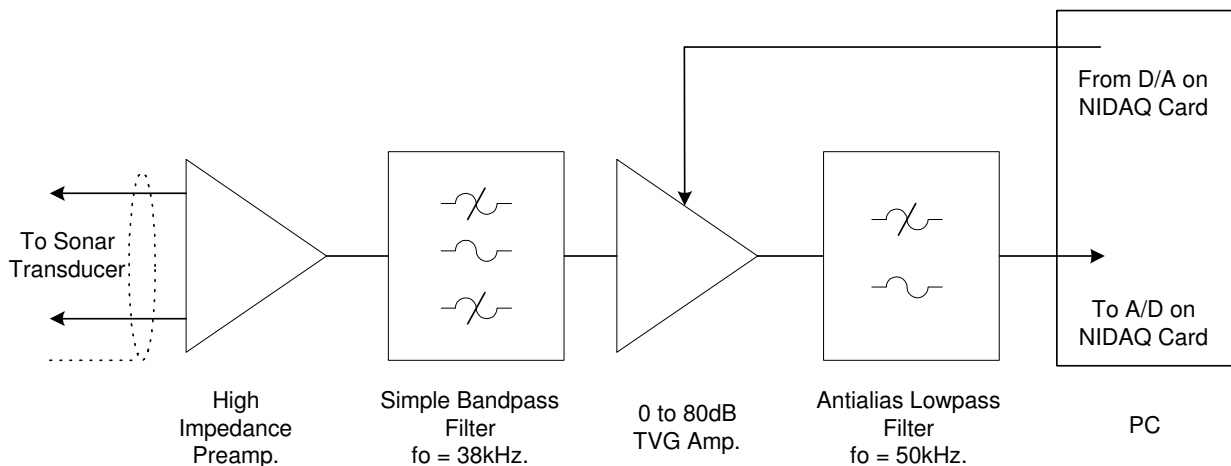 From D/A on
NIDAQ Card
To Sonar
Transducer
To A/D on
NIDAQ Card
High
Impedance
Preamp.
Simple Bandpass
Filter
fo = 38kHz.
0 to 80dB
TVG Amp.
Antialias Lowpass
Filter
fo = 50kHz.
PC